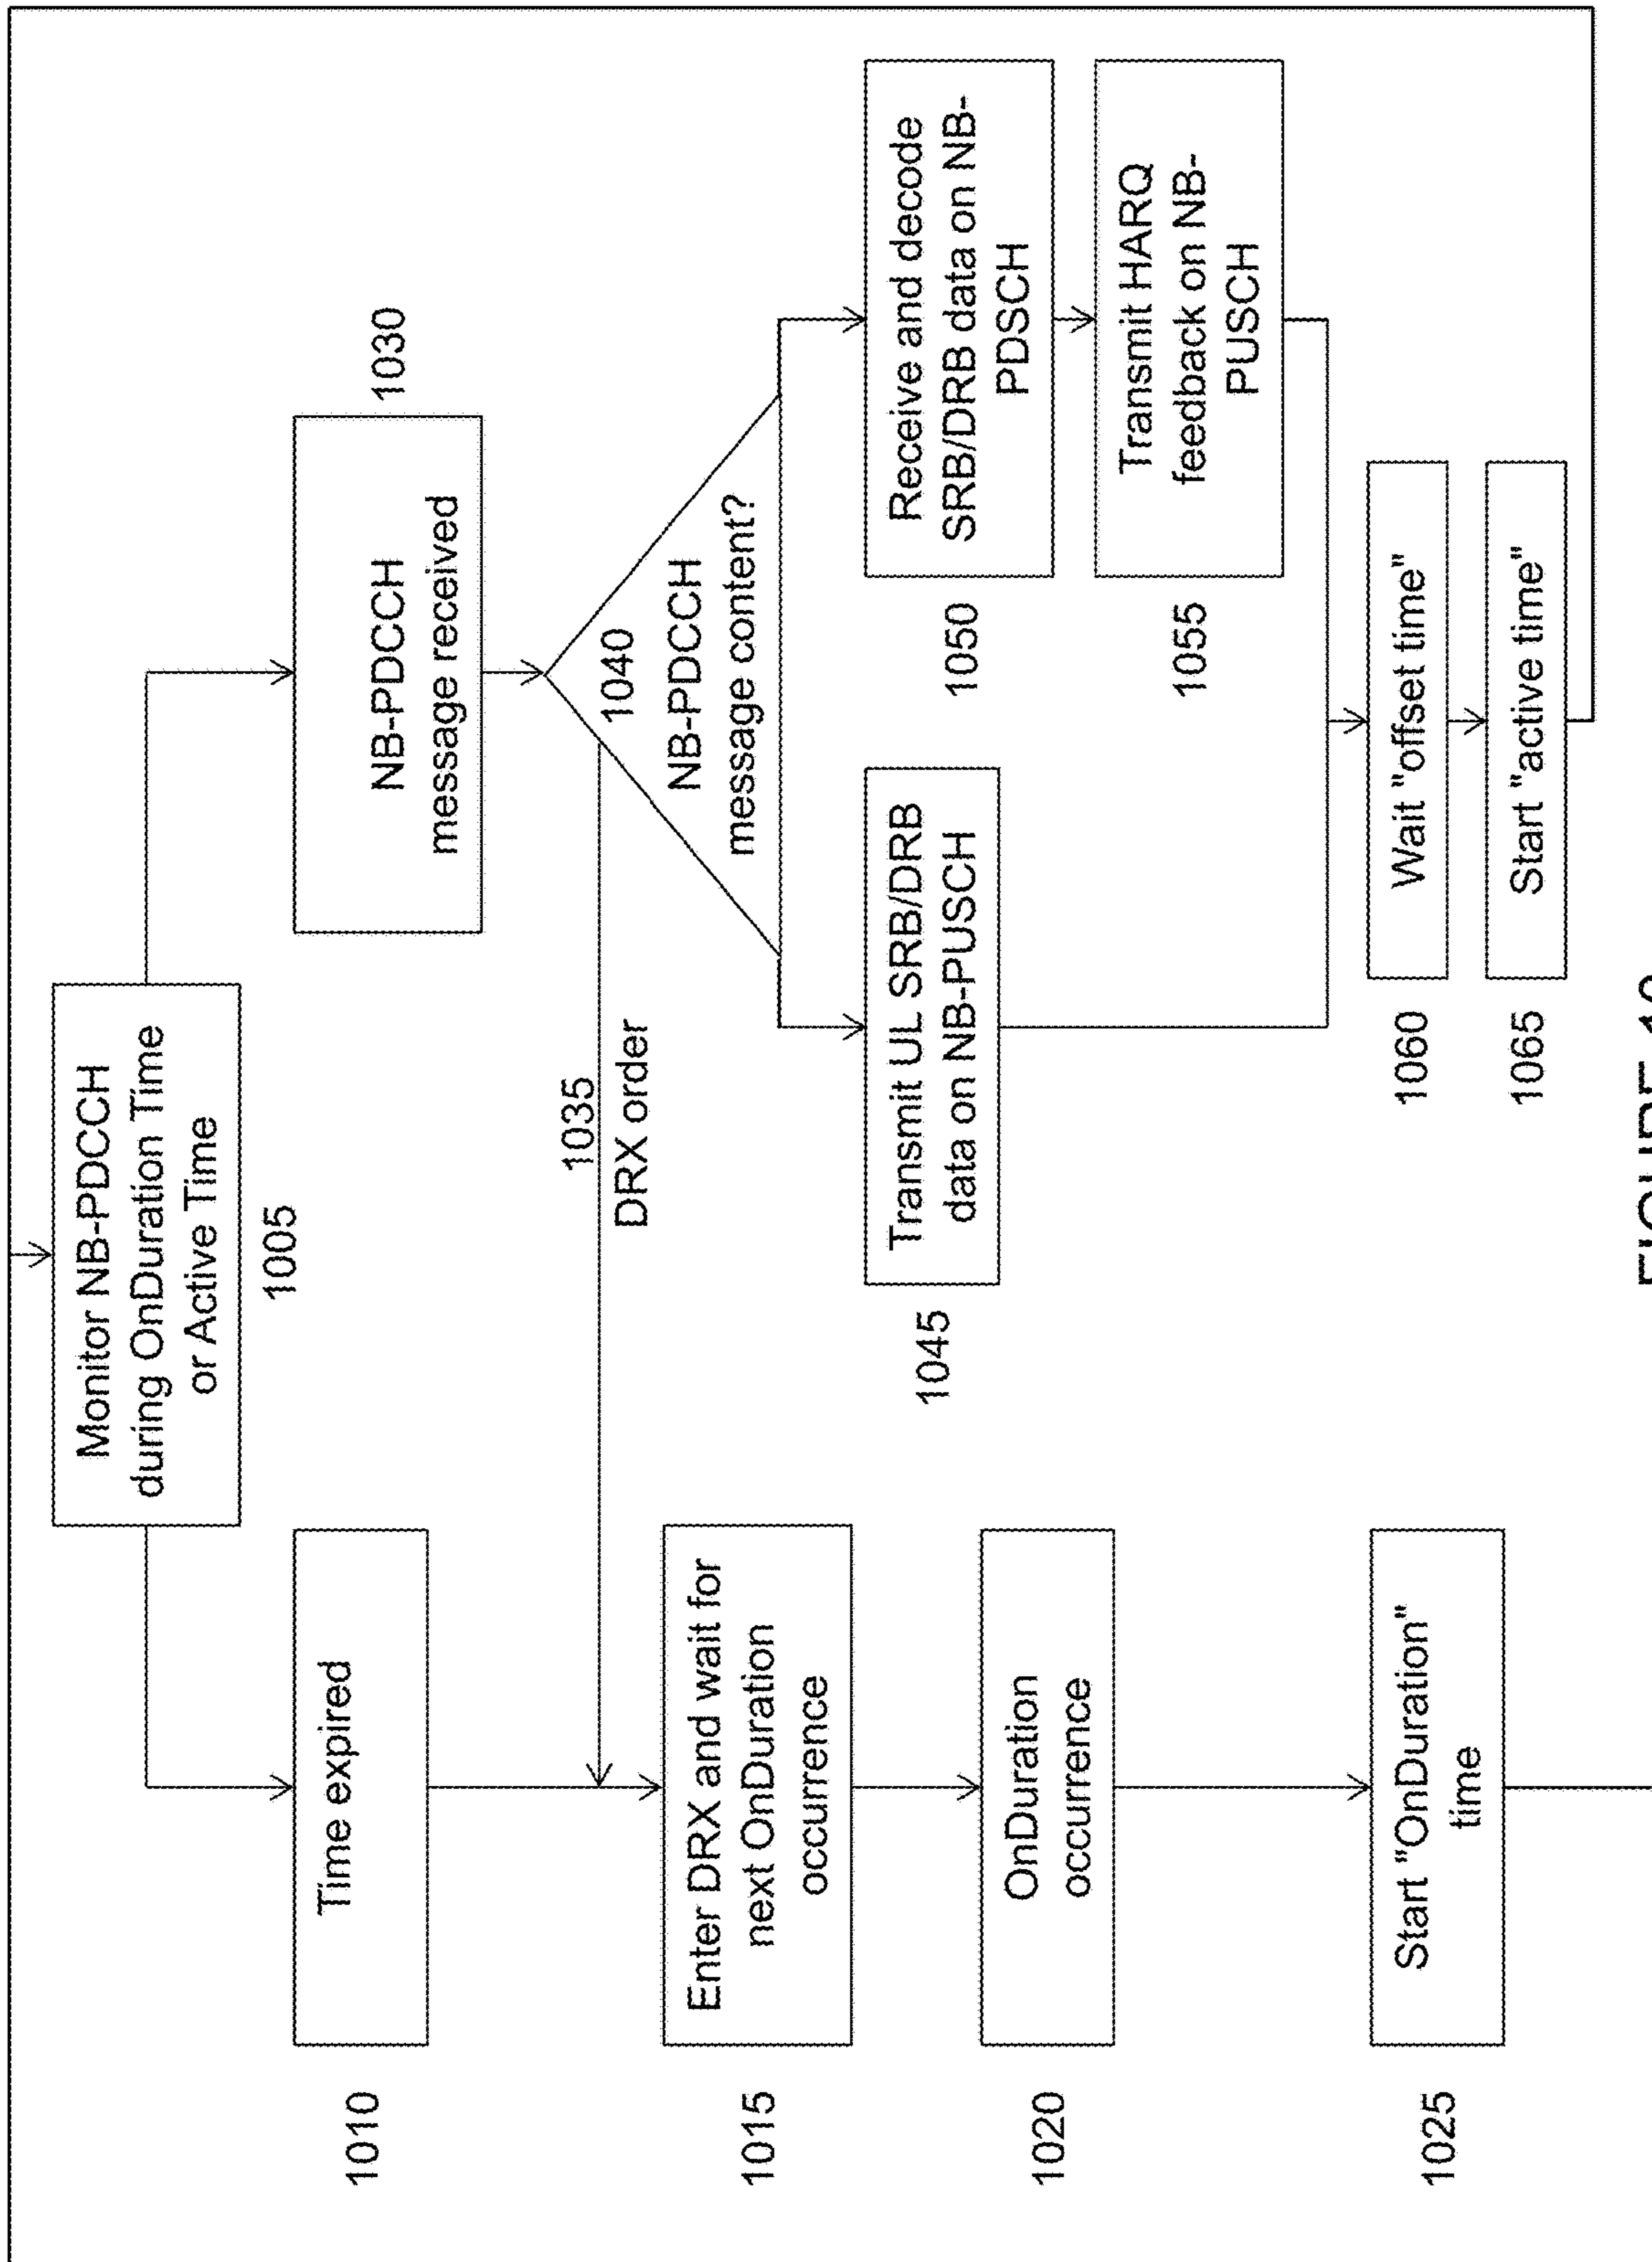 Monitor NB-PDCCH
during OnDuration Time
or Active Time
1005
1010
Time expired
NB-PDCCH
message received
1030
1035
DRX order
1040
NB-PDCCH
message content?
1015
Enter DRX and wait for
next OnDuration
occurrence
1045
Transmit UL SRB/DRB
data on NB-PUSCH
1050
Receive and decode
SRB/DRB data on NB-
PDSCH
1020
OnDuration
occurrence
1055
Transmit HARQ
feedback on NB-
PUSCH
1025
Start "OnDuration"
time
1060
Wait "offset time"
1065
Start "active time"